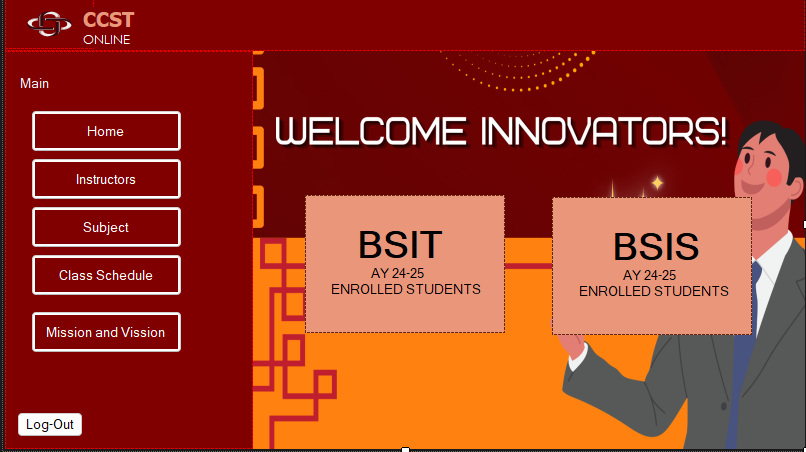 CCST
ONLINE
Main
Home
Instructors
Subject
Class Schedule
Mission and Vission
Log-Out
WELCOME INNOVATORS!
BSIT
AY 24-25
ENROLLED STUDENTS
BSIS
AY 24-25
ENROLLED STUDENTS